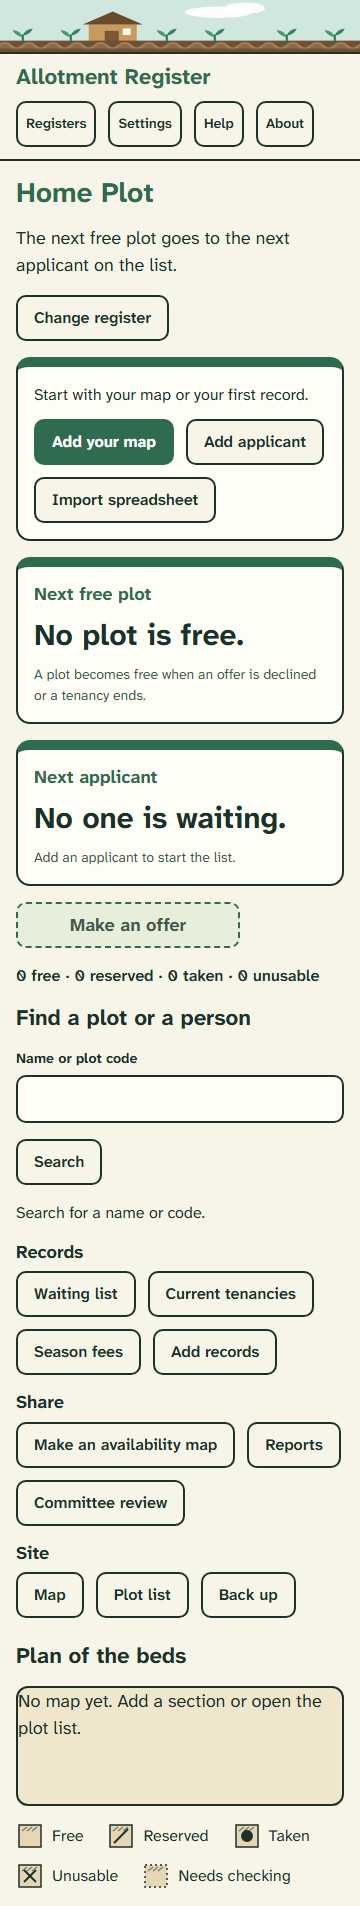 Allotment Register
Registers
Settings
Help
About
Home Plot
The next free plot goes to the next
applicant on the list.
Change register
Start with your map or your first record.
Add your map
Add applicant
Import spreadsheet
Next free plot
No plot is free.
A plot becomes free when an offer is declined
or a tenancy ends.
Next applicant
No one is waiting.
Add an applicant to start the list.
Make an offer
0 free · 0 reserved · 0 taken · 0 unusable
Find a plot or a person
Name or plot code
Search
Search for a name or code.
Records
Waiting list
Current tenancies
Season fees
Add records
Share
Make an availability map
Reports
Committee review
Site
Map
Plot list
Back up
Plan of the beds
No map yet. Add a section or open the
plot list.
Free
Reserved
Taken
Unusable
Needs checking